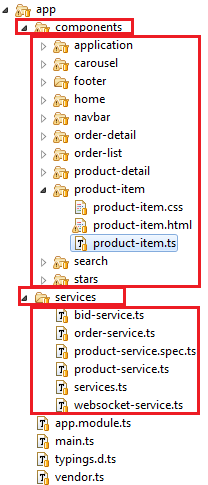 app
components
application
carousel
footer
home
navbar
order-detail
order-list
product-detail
product-item
product-item.css
product-item.html
product-item.ts
search
stars
services
bid-service.ts
order-service.ts
product-service.spec.ts
product-service.ts
services.ts
websocket-service.ts
app.module.ts
main.ts
typings.d.ts
vendor.ts